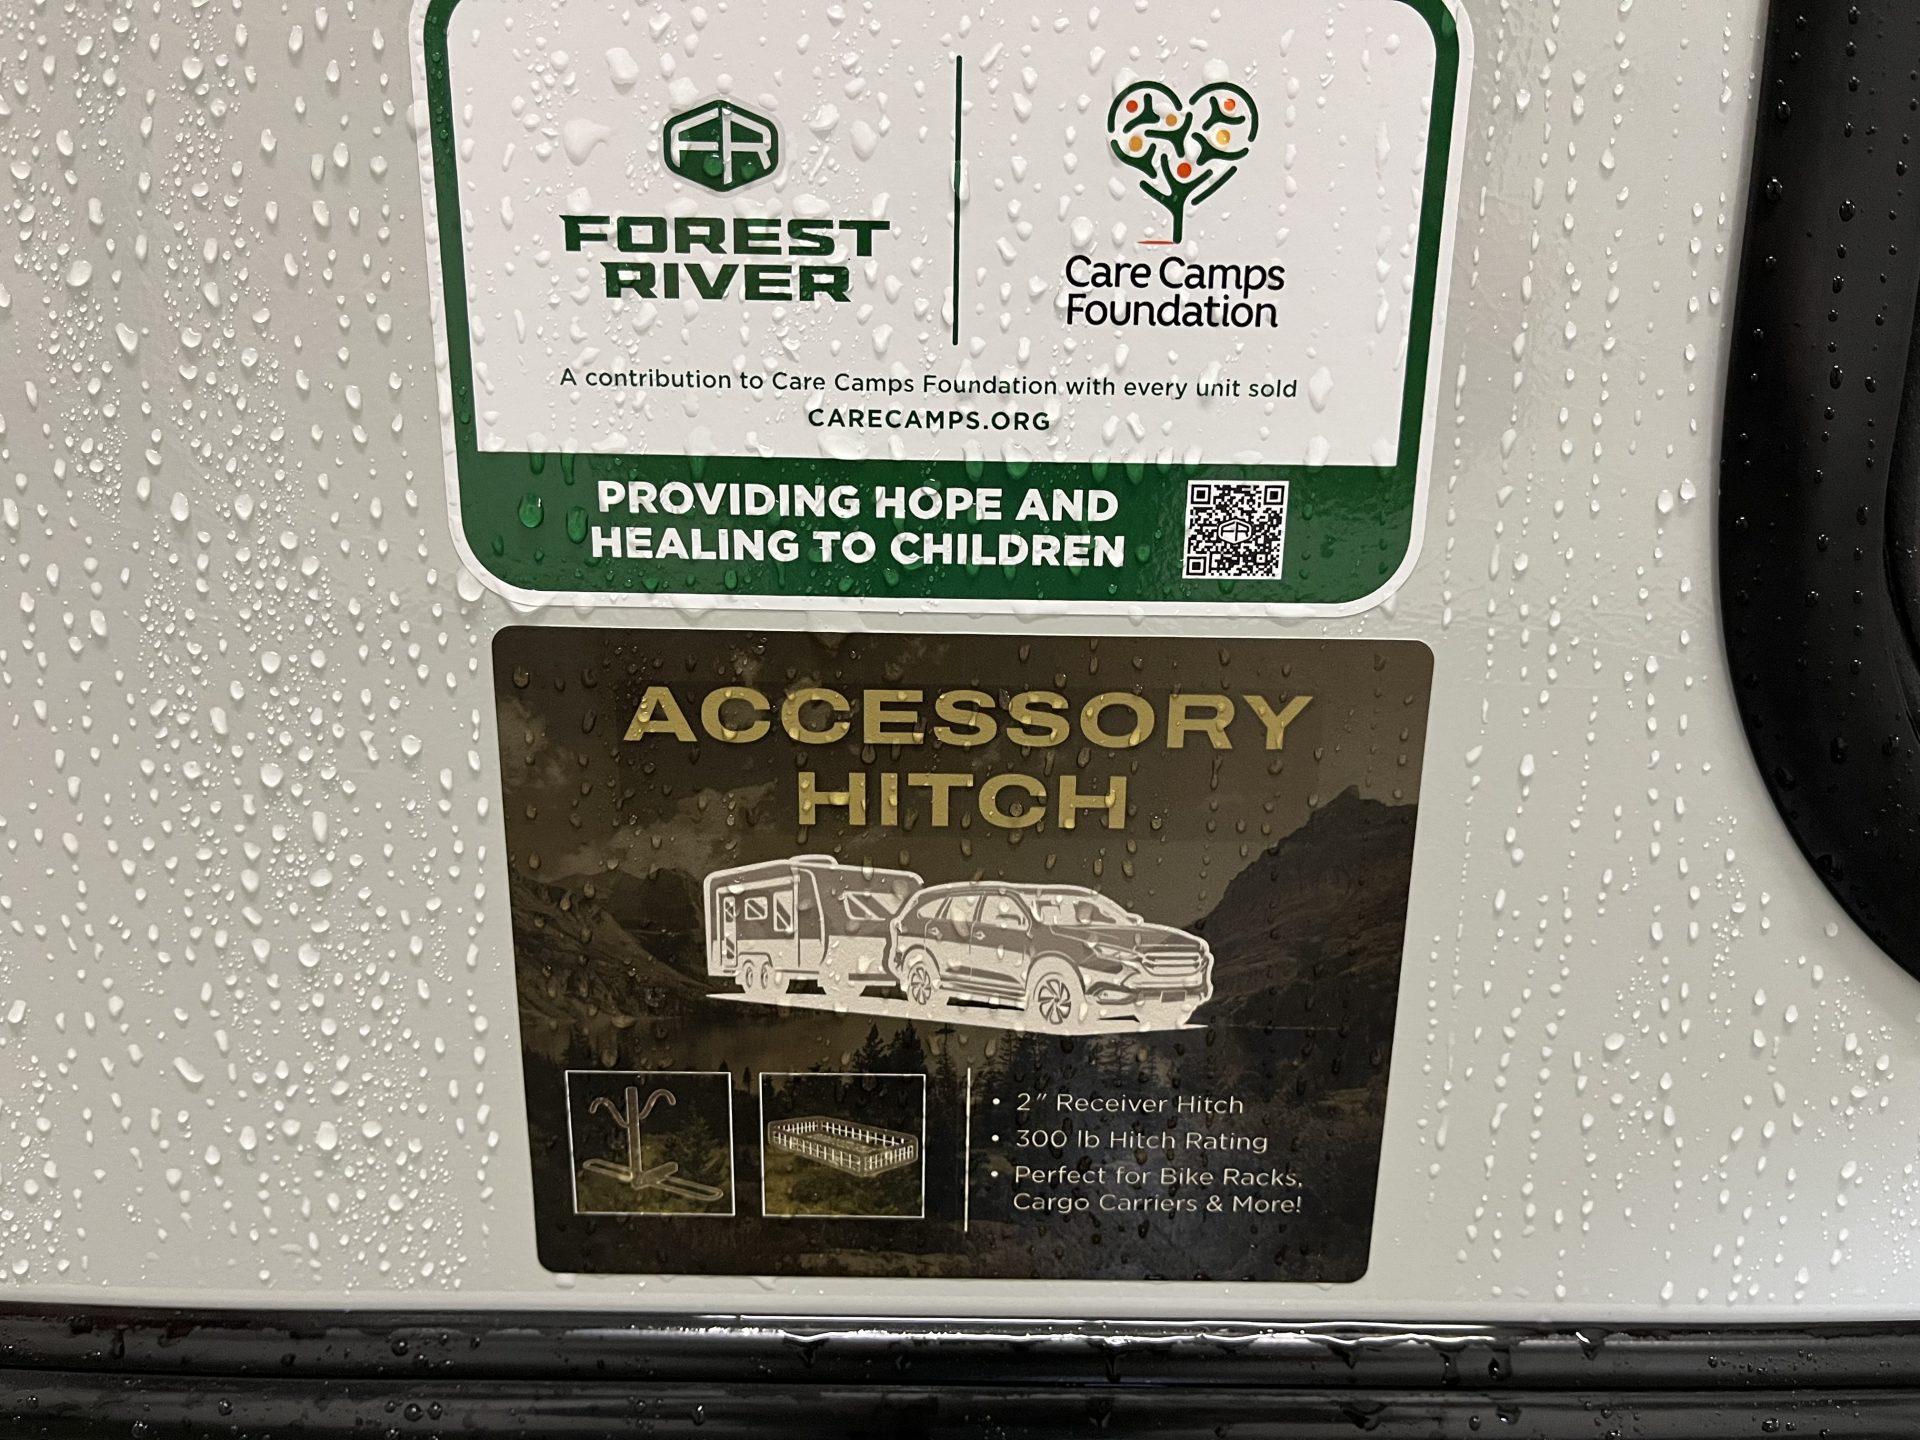 FR
FOREST
RIVER
Care Camps
Foundation
A contribution to Care Camps Foundation with every unit sold
CARECAMPS.ORG
PROVIDING HOPE AND
HEALING TO CHILDREN
FR
ACCESSORY
HITCH
• 2" Receiver Hitch
• 300 lb Hitch Rating
• Perfect for Bike Racks,
Cargo Carriers & More!